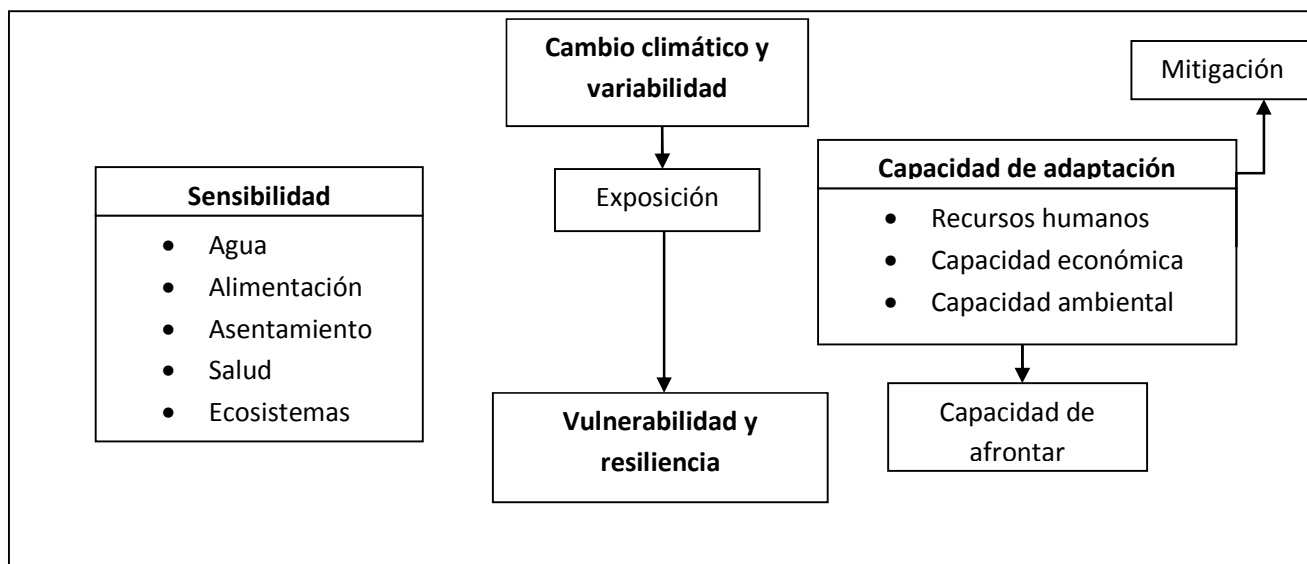 Cambio climático y
variabilidad
Mitigación
Exposición
Sensibilidad
• Agua
• Alimentación
• Asentamiento
• Salud
• Ecosistemas
Capacidad de adaptación
• Recursos humanos
• Capacidad económica
• Capacidad ambiental
Vulnerabilidad y
resiliencia
Capacidad de
afrontar